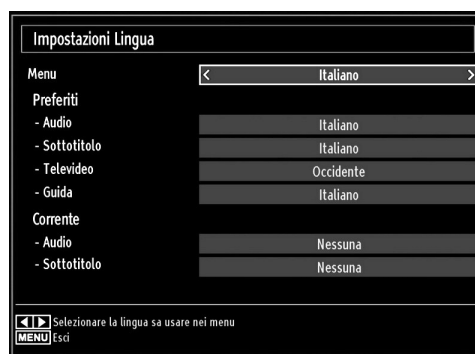 Impostazioni Lingua
Menu < Italiano >
Preferiti
- Audio Italiano
- Sottotitolo Italiano
- Televideo Occidente
- Guida Italiano
Corrente
- Audio Nessuna
- Sottotitolo Nessuna
Selezionare la lingua sa usare nei menu
MENU Esci